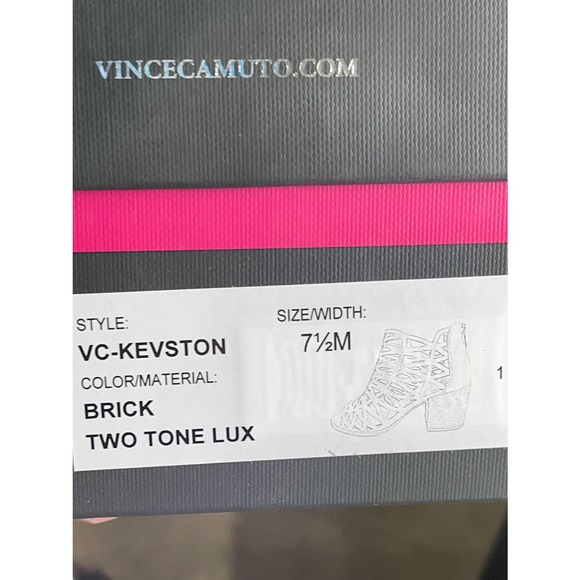 VINCECAMUTO.COM
STYLE:
VC-KEVSTON
COLOR/MATERIAL:
BRICK
TWO TONE LUX
SIZE/WIDTH:
7½M
1